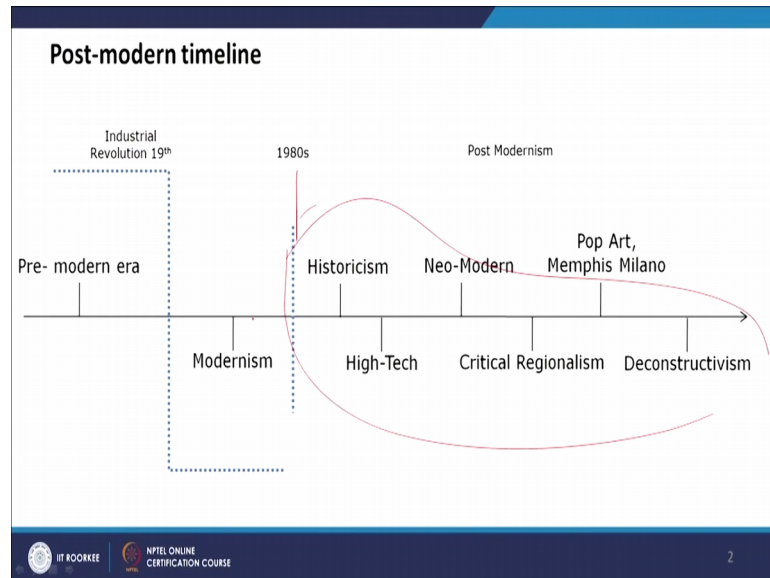 Post-modern timeline
Industrial
Revolution 19th
1980s
Post Modernism
Pre- modern era
Historicism
Neo-Modern
Pop Art,
Memphis Milano
Modernism
High-Tech
Critical Regionalism
Deconstructivism
IIT ROORKEE
NPTEL ONLINE
CERTIFICATION COURSE
2